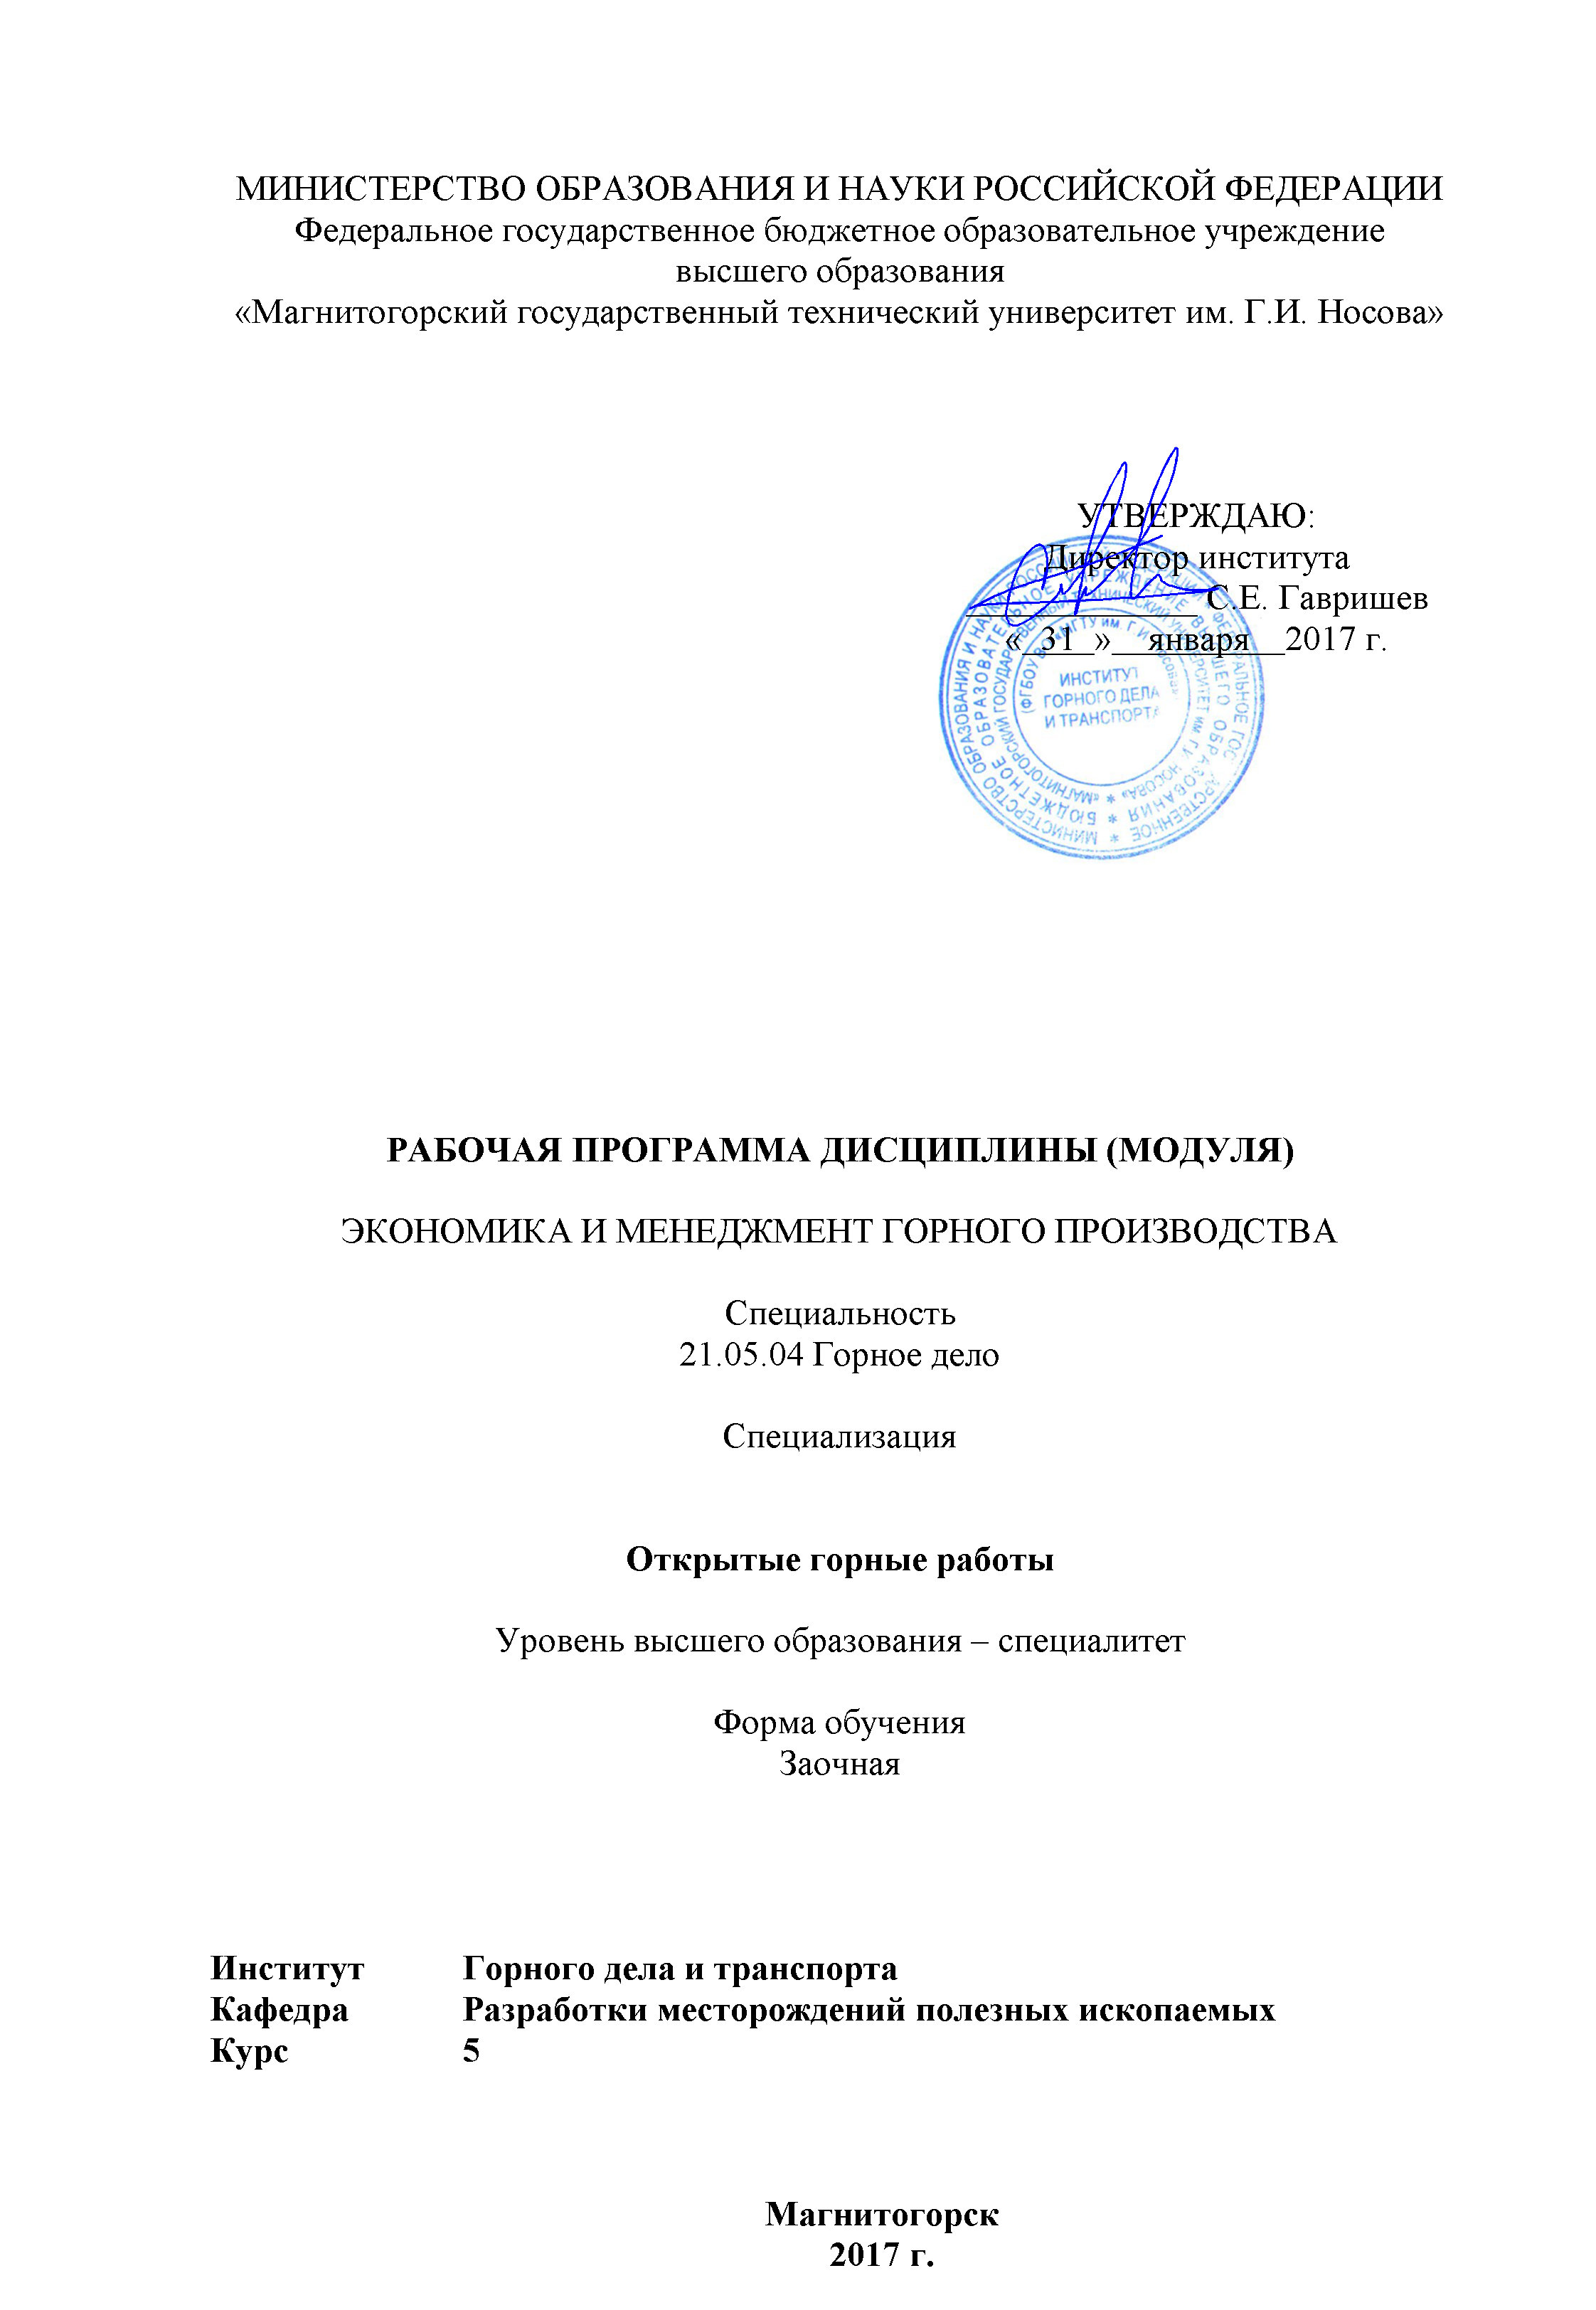 МИНИСТЕРСТВО ОБРАЗОВАНИЯ И НАУКИ РОССИЙСКОЙ ФЕДЕРАЦИИ
Федеральное государственное бюджетное образовательное учреждение
высшего образования
«Магнитогорский государственный технический университет им. Г.И. Носова»
УТВЕРЖДАЮ:
Директор института
С.Е. Гавришев
«_31_»__января__2017 г.
ИНСТИТУТ
ГОРНОГО ДЕЛА
И ТРАНСПОРТА
РАБОЧАЯ ПРОГРАММА ДИСЦИПЛИНЫ (МОДУЛЯ)
ЭКОНОМИКА И МЕНЕДЖМЕНТ ГОРНОГО ПРОИЗВОДСТВА
Специальность
21.05.04 Горное дело
Специализация
Открытые горные работы
Уровень высшего образования – специалитет
Форма обучения
Заочная
Институт Горного дела и транспорта
Кафедра Разработки месторождений полезных ископаемых
Курс 5
Магнитогорск
2017 г.